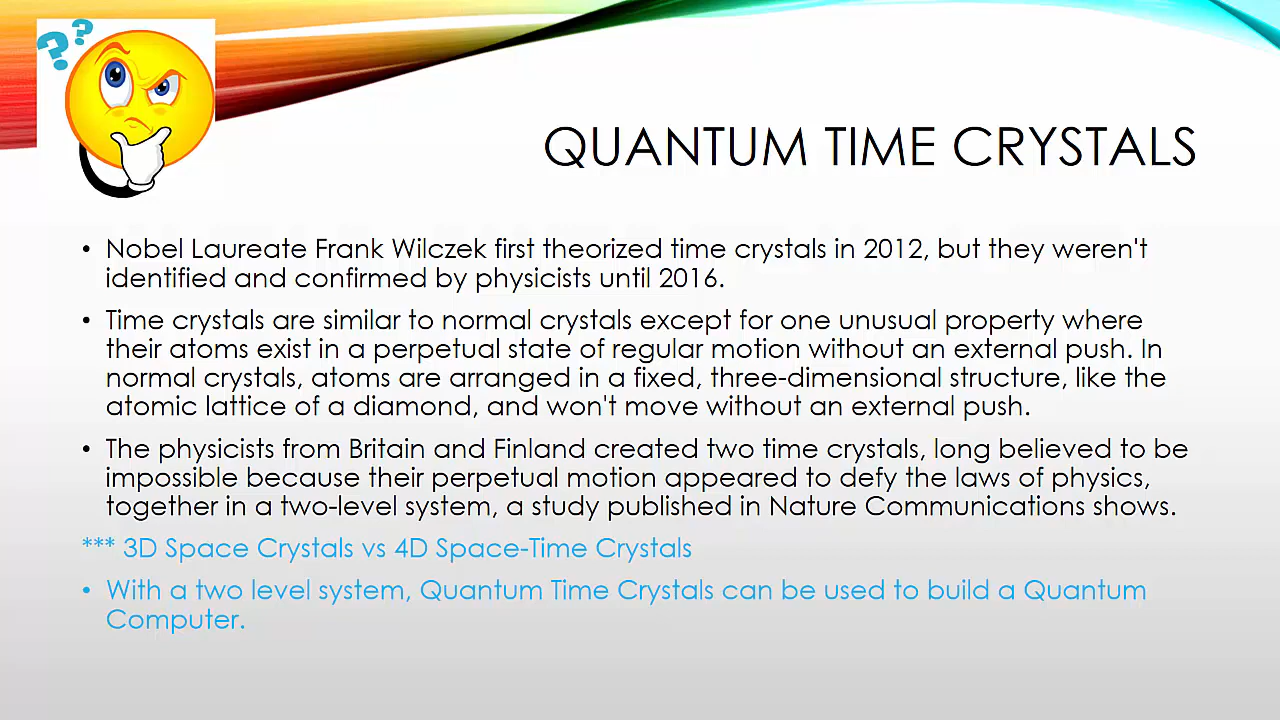 ? ?
QUANTUM TIME CRYSTALS
• Nobel Laureate Frank Wilczek first theorized time crystals in 2012, but they weren't
identified and confirmed by physicists until 2016.
• Time crystals are similar to normal crystals except for one unusual property where
their atoms exist in a perpetual state of regular motion without an external push. In
normal crystals, atoms are arranged in a fixed, three-dimensional structure, like the
atomic lattice of a diamond, and won't move without an external push.
• The physicists from Britain and Finland created two time crystals, long believed to be
impossible because their perpetual motion appeared to defy the laws of physics,
together in a two-level system, a study published in Nature Communications shows.
*** 3D Space Crystals vs 4D Space-Time Crystals
• With a two level system, Quantum Time Crystals can be used to build a Quantum
Computer.